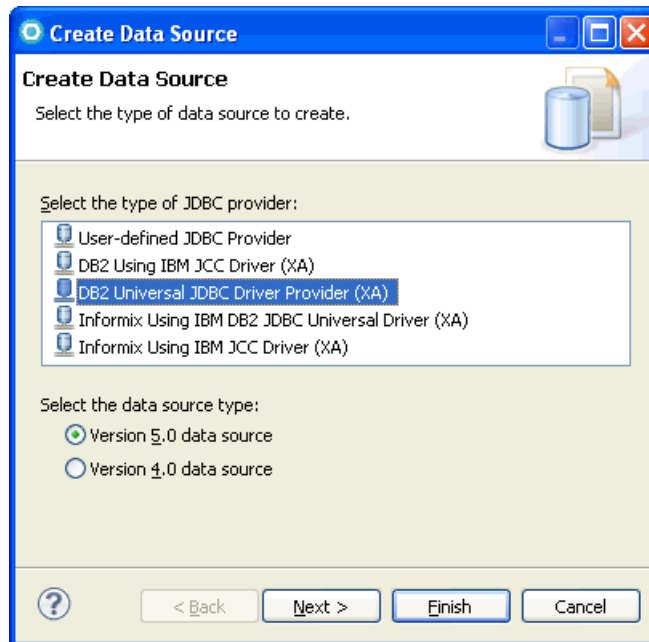 Create Data Source
Create Data Source
Select the type of data source to create.
Select the type of JDBC provider:
User-defined JDBC Provider
DB2 Using IBM JCC Driver (XA)
DB2 Universal JDBC Driver Provider (XA)
Informix Using IBM DB2 JDBC Universal Driver (XA)
Informix Using IBM JCC Driver (XA)
Select the data source type:
Version 5.0 data source
Version 4.0 data source
? < Back Next > Finish Cancel